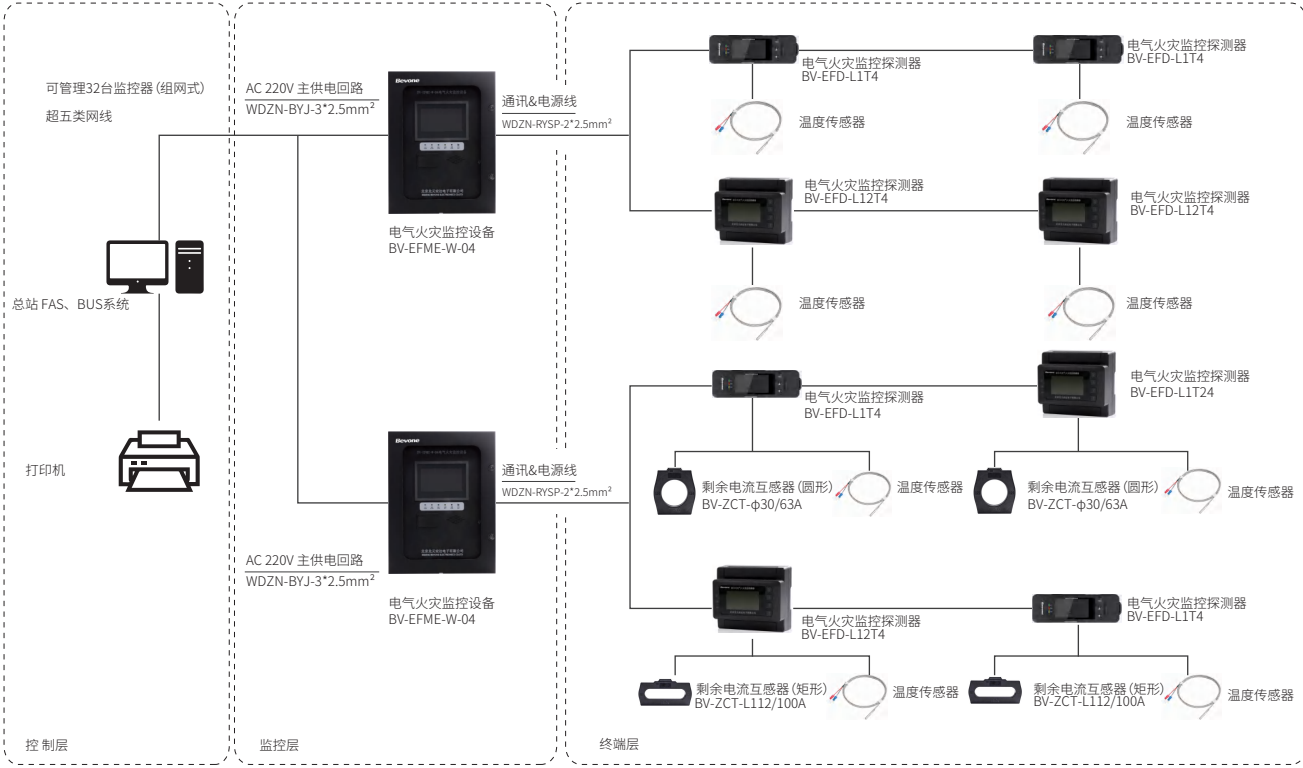 可管理32台监控器(组网式)
超五类网线
总站 FAS、BUS系统
打印机
控 制层
AC 220V 主供电回路
WDZN-BYJ-3*2.5mm²
Bevone
电气火灾监控设备
BV-EFME-W-04
Bevone
AC 220V 主供电回路
WDZN-BYJ-3*2.5mm²
电气火灾监控设备
BV-EFME-W-04
监控层
通讯&电源线
WDZN-RYSP-2*2.5mm²
通讯&电源线
WDZN-RYSP-2*2.5mm²
电气火灾监控探测器
BV-EFD-L1T4
电气火灾监控探测器
BV-EFD-L1T4
温度传感器
温度传感器
电气火灾监控探测器
BV-EFD-L12T4
电气火灾监控探测器
BV-EFD-L12T4
温度传感器
温度传感器
电气火灾监控探测器
BV-EFD-L1T4
电气火灾监控探测器
BV-EFD-L1T24
剩余电流互感器(圆形)
BV-ZCT-φ30/63A
温度传感器
剩余电流互感器(圆形)
BV-ZCT-φ30/63A
温度传感器
电气火灾监控探测器
BV-EFD-L12T4
电气火灾监控探测器
BV-EFD-L1T4
剩余电流互感器(矩形)
BV-ZCT-L112/100A
温度传感器
剩余电流互感器(矩形)
BV-ZCT-L112/100A
温度传感器
终端层